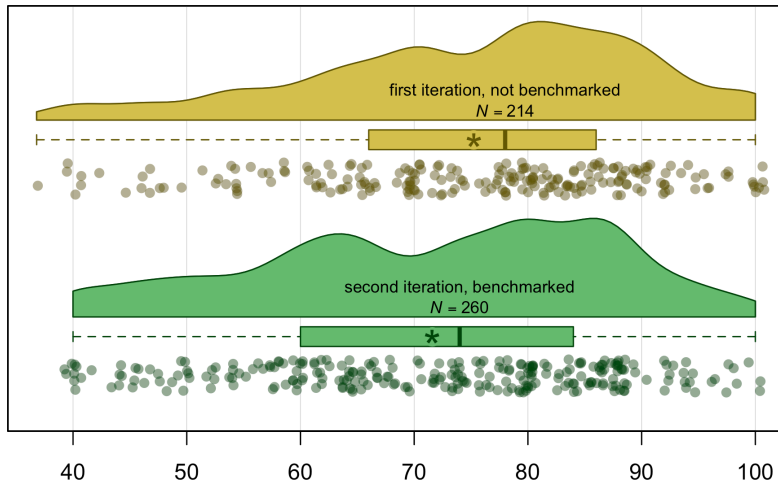 first iteration, not benchmarked
N = 214
*
second iteration, benchmarked
N = 260
*
40 50 60 70 80 90 100